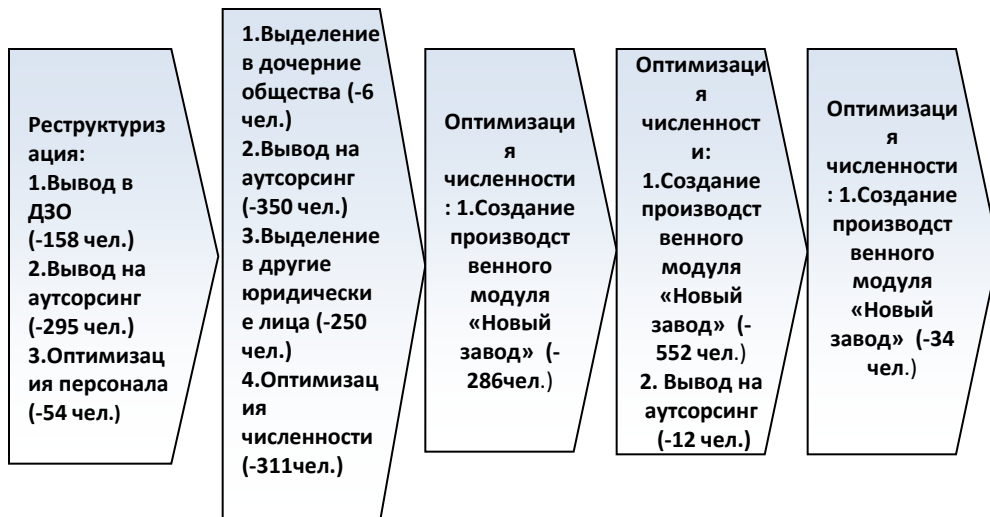 Реструктуриз
ация:
1.Вывод в
ДЗО
(-158 чел.)
2.Вывод на
аутсорсинг
(-295 чел.)
3.Оптимизац
ия персонала
(-54 чел.)
1.Выделение
в дочерние
общества (-6
чел.)
2.Вывод на
аутсорсинг
(-350 чел.)
3.Выделение
в другие
юридически
е лица (-250
чел.)
4.Оптимизац
ия
численности
(-311чел.)
Оптимизаци
я
численности
: 1.Создание
производст
венного
модуля
«Новый
завод» (-
286чел.)
Оптимизаци
я
численност
и:
1.Создание
производст
венного
модуля
«Новый
завод» (-
552 чел.)
2. Вывод на
аутсорсинг
(-12 чел.)
Оптимизаци
я
численности
: 1.Создание
производст
венного
модуля
«Новый
завод» (-34
чел.)